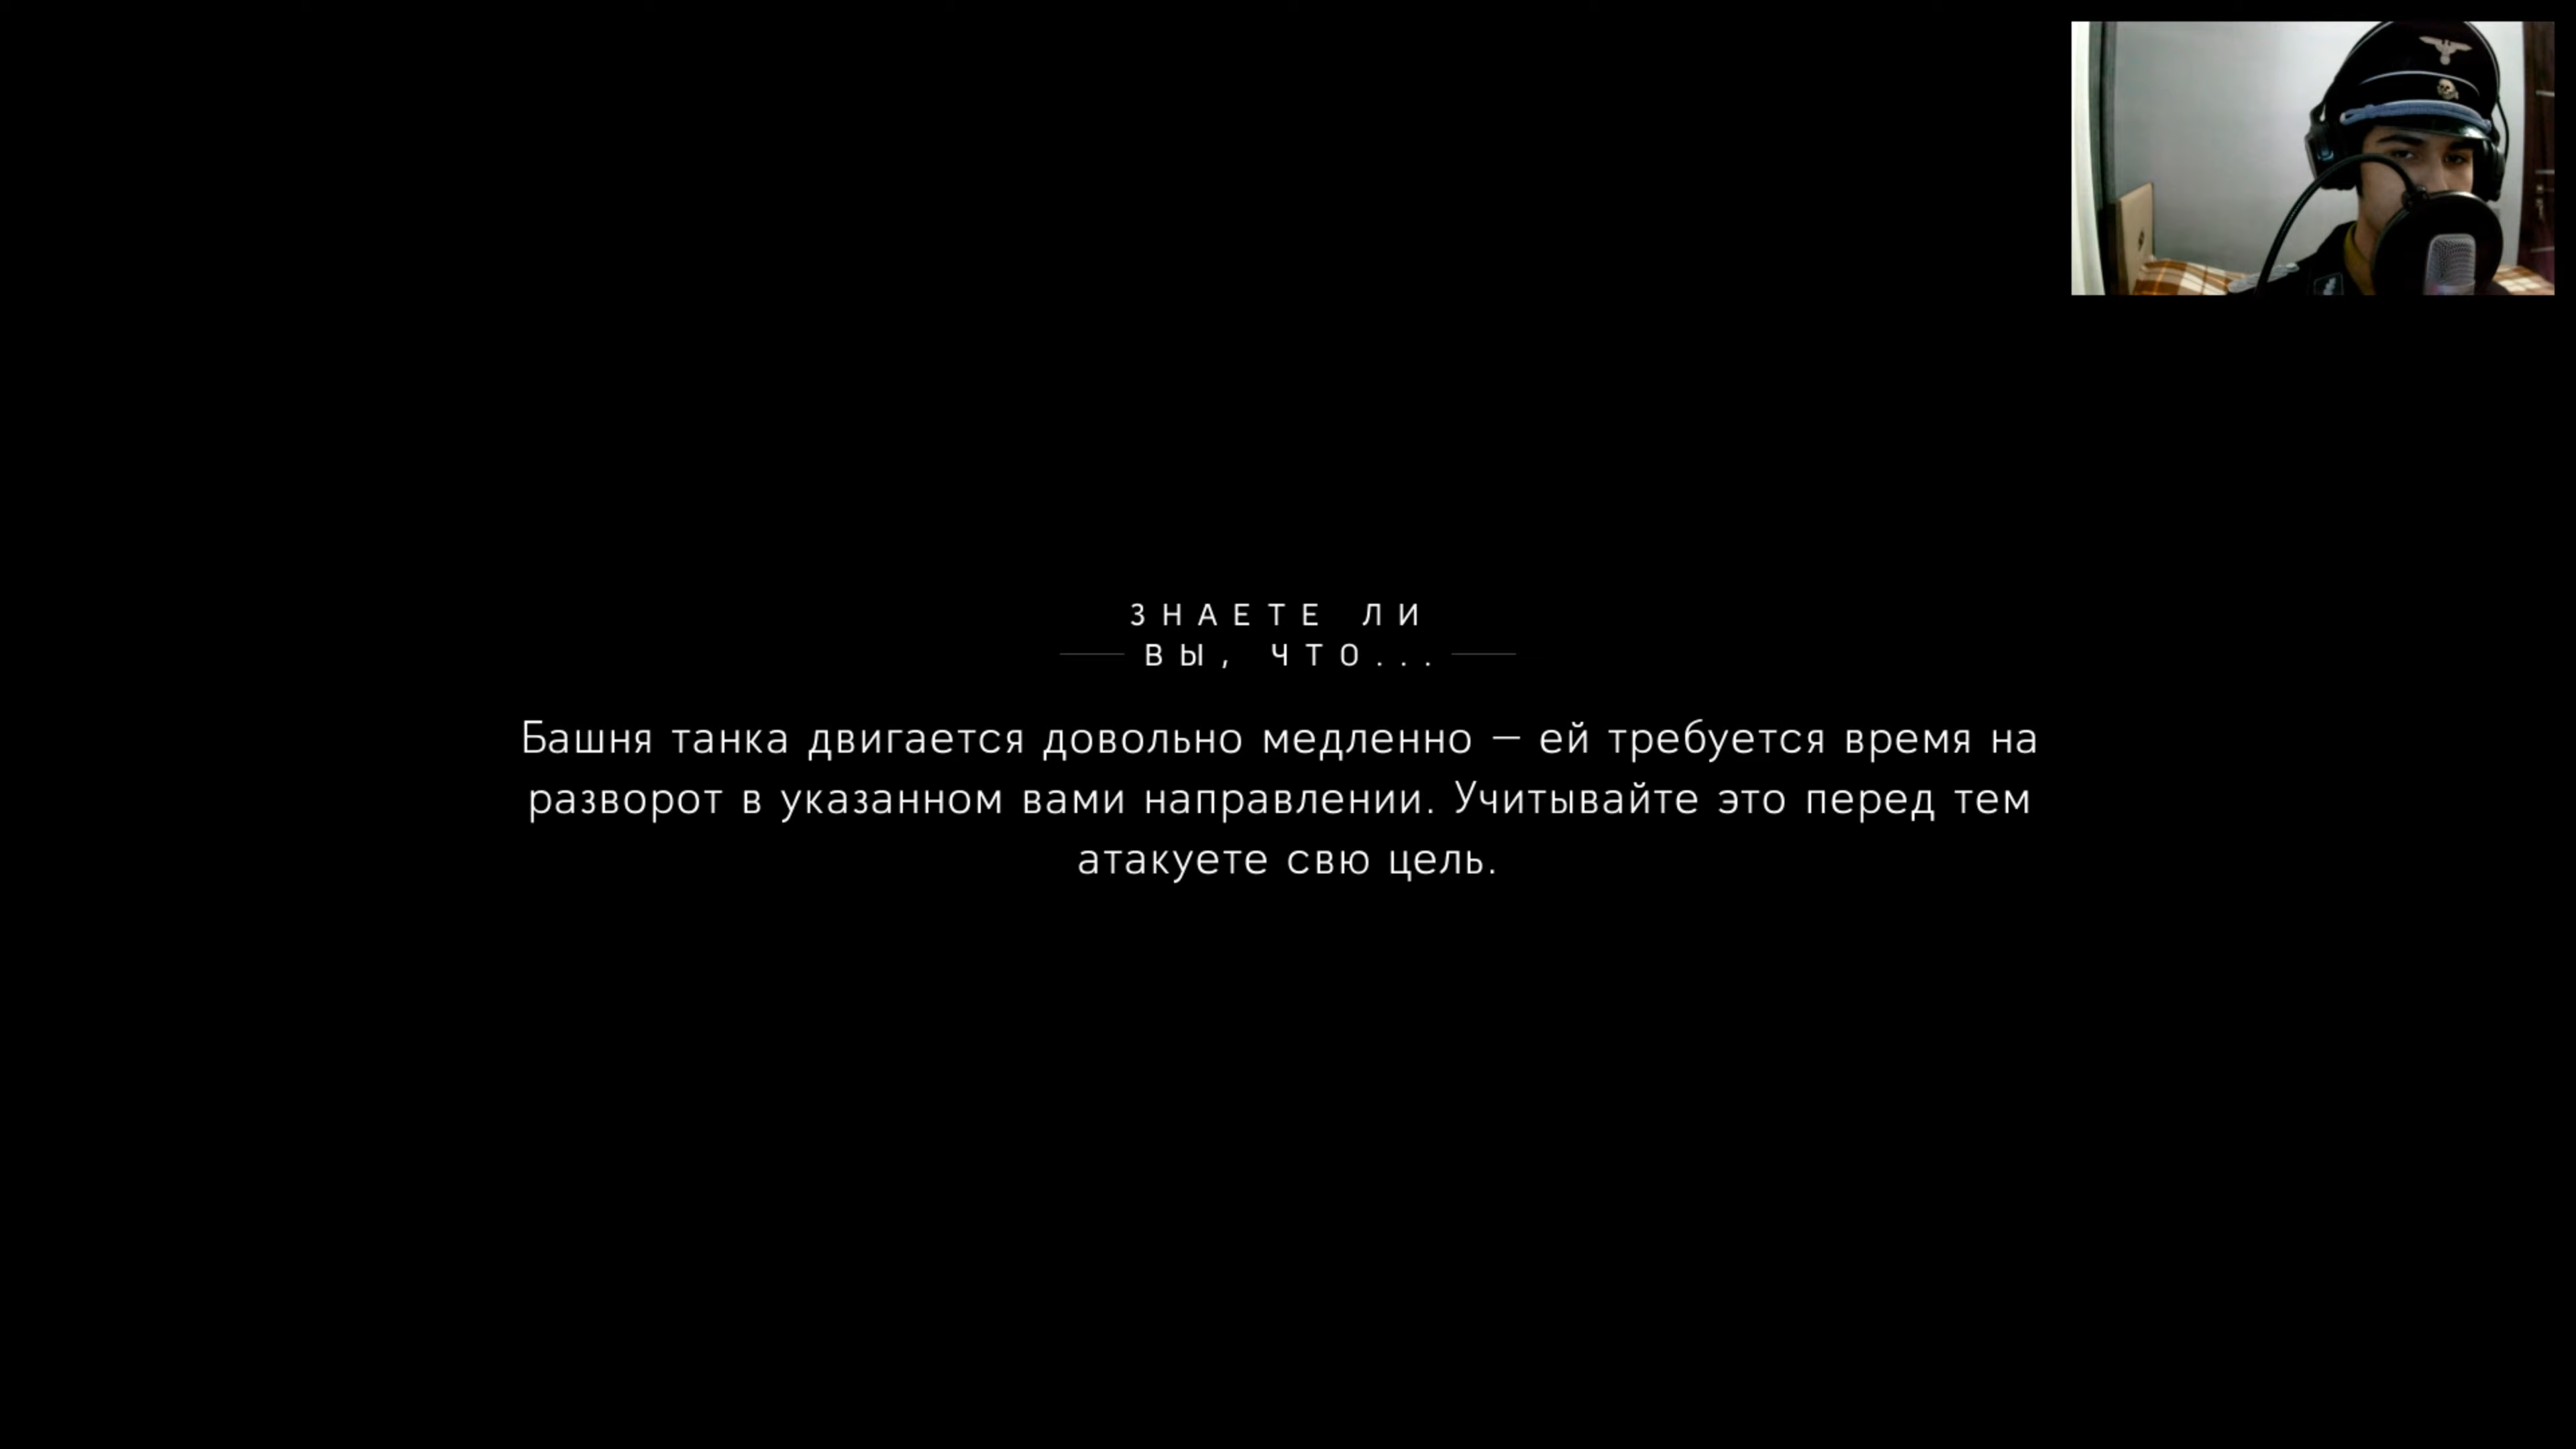 ЗНАЕТЕ ЛИ
ВЫ, ЧТО...
Башня танка двигается довольно медленно — ей требуется время на
разворот в указанном вами направлении. Учитывайте это перед тем
атакуете свю цель.